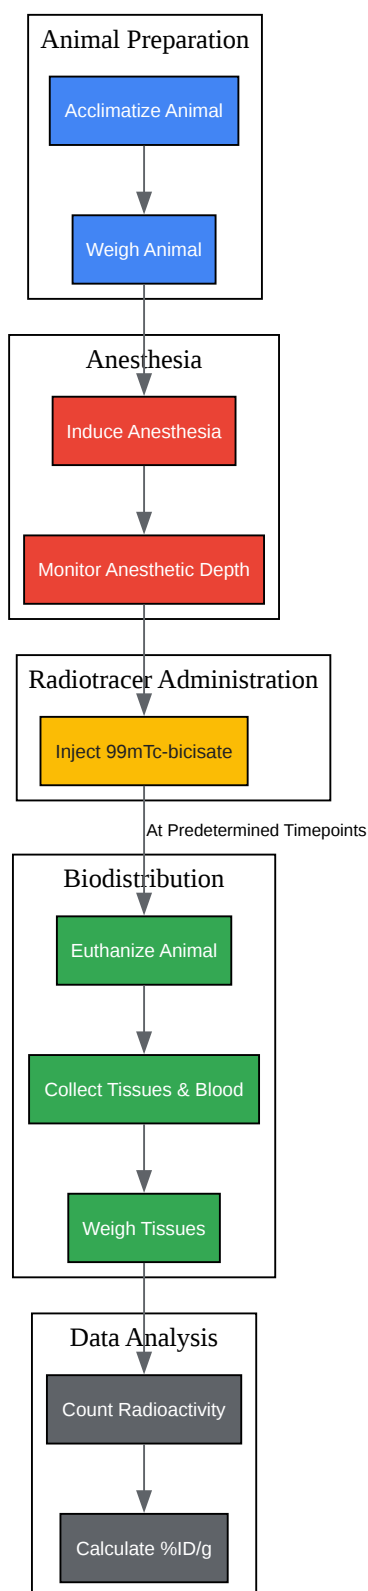 Animal Preparation
Acclimatize Animal
Weigh Animal
Anesthesia
Induce Anesthesia
Monitor Anesthetic Depth
Radiotracer Administration
Inject 99mTc-bicisate
At Predetermined Timepoints
Biodistribution
Euthanize Animal
Collect Tissues & Blood
Weigh Tissues
Data Analysis
Count Radioactivity
Calculate %ID/g